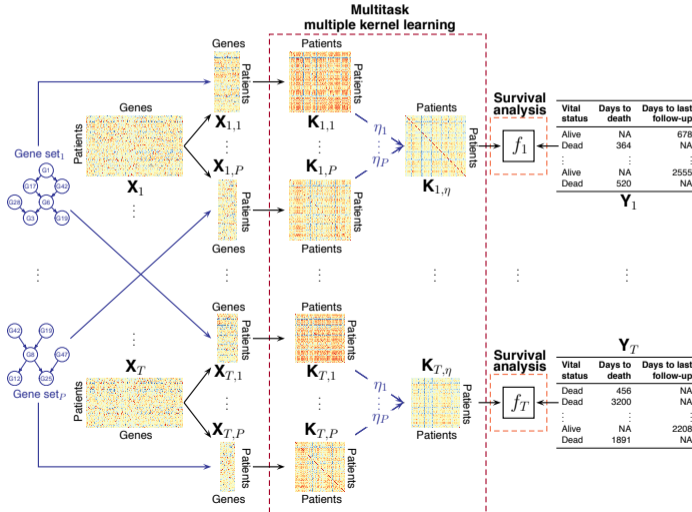 Multitask
multiple kernel learning
Genes
Patients
X1,1
Patients
Patients
K1,1
Genes
Patients
X1
⋮
Gene set1
G1
G17
G42
G28
G6
G3
G19
X1,P
Patients
Genes
K1,P
Patients
Patients
η1
ηP
Patients
Patients
K1,η
Survival
analysis
f1
Vital status Days to death Days to last follow-up
Alive NA 678
Dead 364 NA
⋮ ⋮ ⋮
Alive NA 2555
Dead 520 NA
Y1
⋮ ⋮ ⋮ ⋮ ⋮ ⋮
G42
G19
G8
G47
G12
G25
Gene setP
⋮
XT
Patients
Genes
Genes
Patients
XT,1
⋮
XT,P
Patients
Genes
Patients
Patients
KT,1
⋮
KT,P
Patients
Patients
η1
⋮
ηP
KT,η
Patients
Patients
Survival
analysis
fT
YT
Vital status Days to death Days to last follow-up
Dead 456 NA
Dead 3200 NA
⋮ ⋮ ⋮
Alive NA 2208
Dead 1891 NA